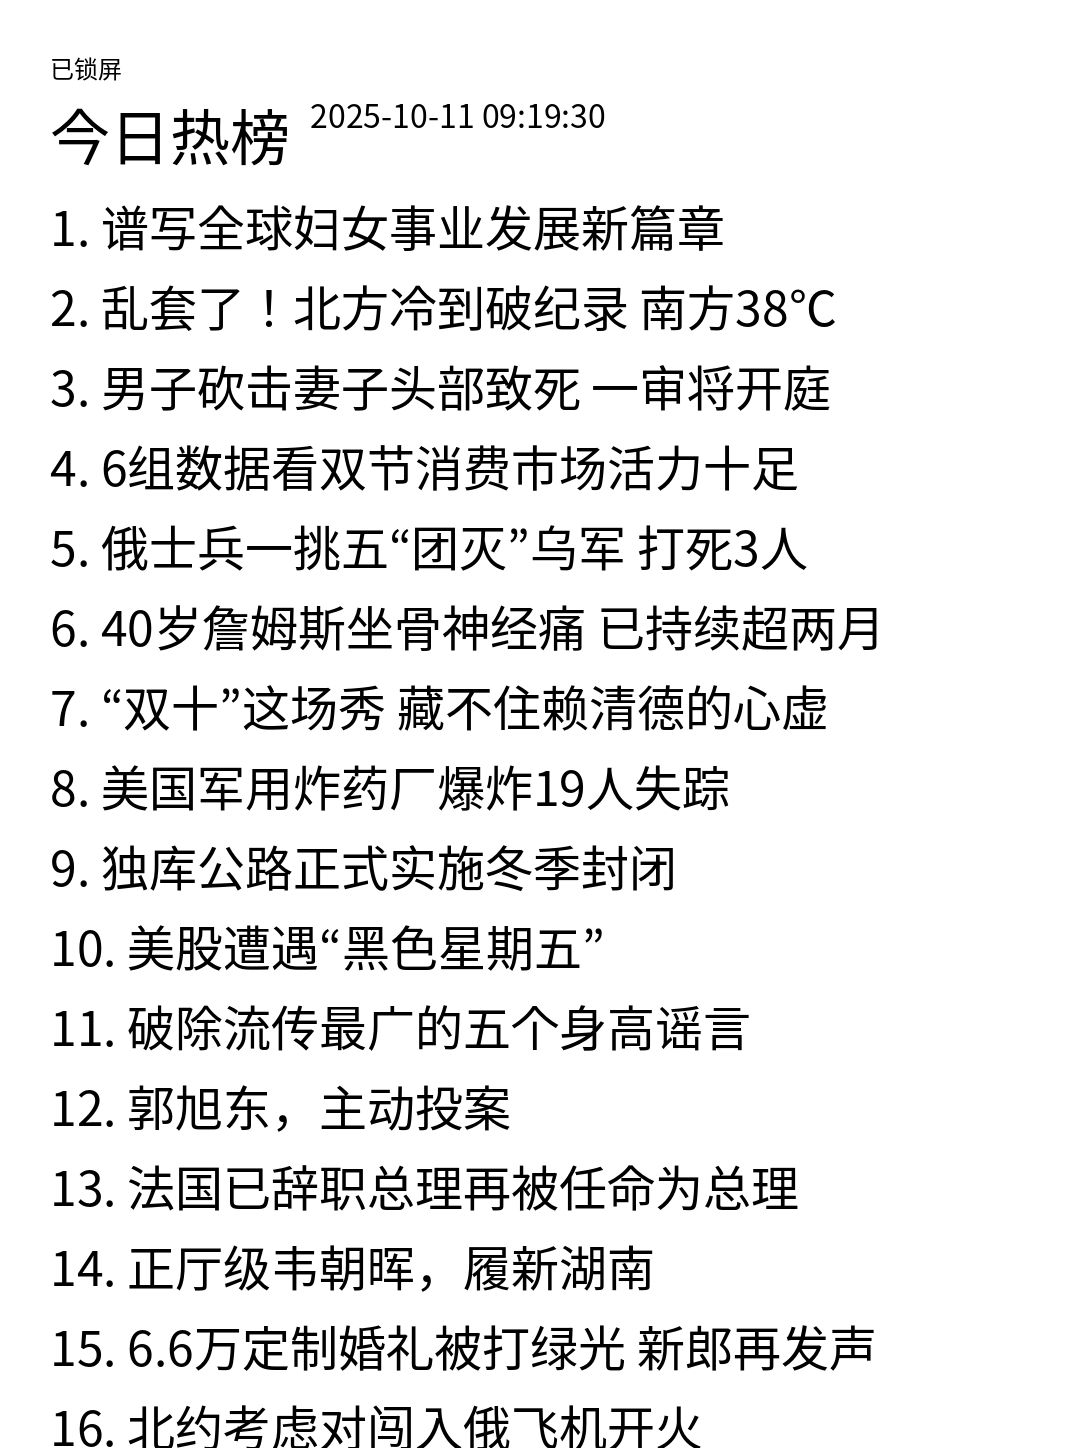 已锁屏
今日热榜 2025-10-11 09:19:30
1. 谱写全球妇女事业发展新篇章
2. 乱套了！北方冷到破纪录 南方38℃
3. 男子砍击妻子头部致死 一审将开庭
4. 6组数据看双节消费市场活力十足
5. 俄士兵一挑五“团灭”乌军 打死3人
6. 40岁詹姆斯坐骨神经痛 已持续超两月
7. “双十”这场秀 藏不住赖清德的心虚
8. 美国军用炸药厂爆炸19人失踪
9. 独库公路正式实施冬季封闭
10. 美股遭遇“黑色星期五”
11. 破除流传最广的五个身高谣言
12. 郭旭东，主动投案
13. 法国已辞职总理再被任命为总理
14. 正厅级韦朝晖，履新湖南
15. 6.6万定制婚礼被打绿光 新郎再发声
16. 北约考虑对闯入俄飞机开火